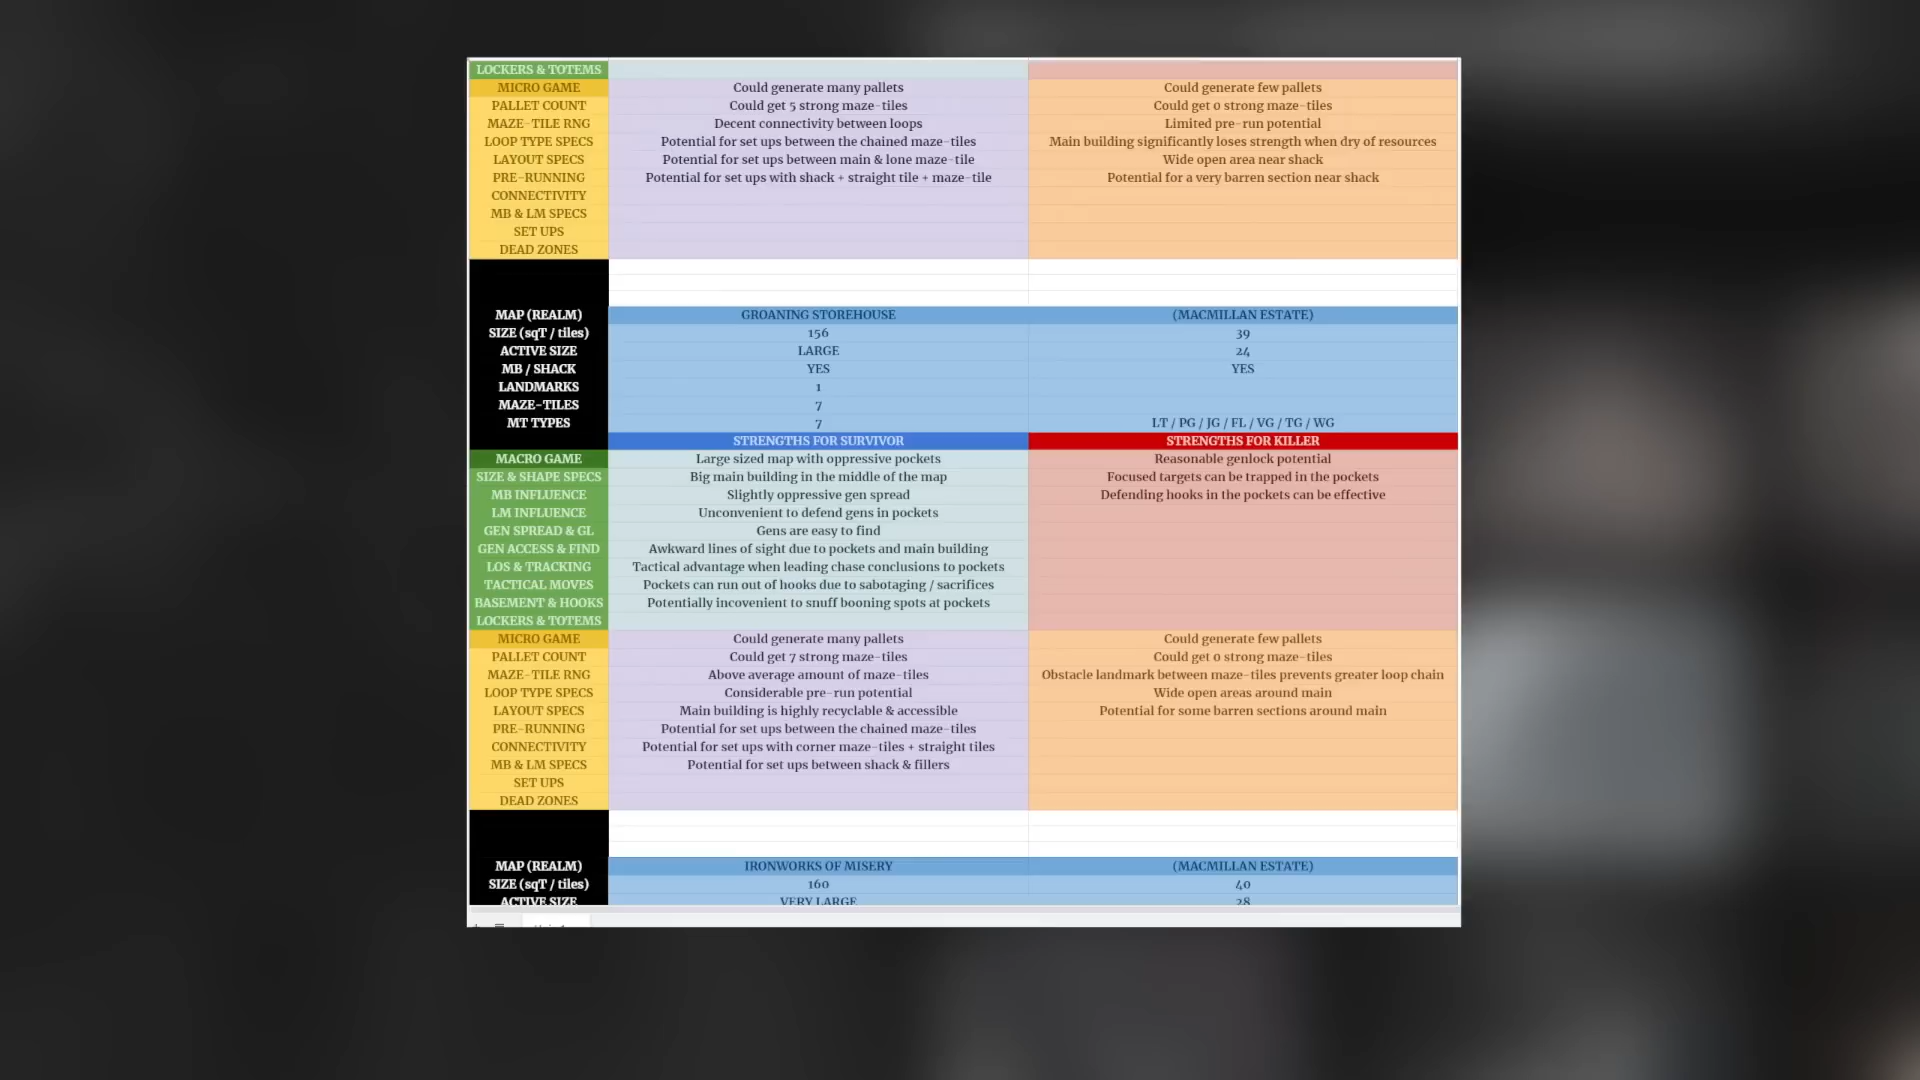 LOCKERS & TOTEMS
MICRO GAME Could generate many pallets Could generate few pallets
PALLET COUNT Could get 5 strong maze-tiles Could get 0 strong maze-tiles
MAZE-TILE RNG Decent connectivity between loops Limited pre-run potential
LOOP TYPE SPECS Potential for set ups between the chained maze-tiles Main building significantly loses strength when dry of resources
LAYOUT SPECS Potential for set ups between main & lone maze-tile Wide open area near shack
PRE-RUNNING Potential for set ups with shack + straight tile + maze-tile Potential for a very barren section near shack
CONNECTIVITY
MB & LM SPECS
SET UPS
DEAD ZONES
MAP (REALM) GROANING STOREHOUSE (MACMILLAN ESTATE)
SIZE (sqT / tiles) 156 39
ACTIVE SIZE LARGE 24
MB / SHACK YES YES
LANDMARKS 1
MAZE-TILES 7
MT TYPES 7 LT / PG / JG / FL / VG / TG / WG
STRENGTHS FOR SURVIVOR STRENGTHS FOR KILLER
MACRO GAME Large sized map with oppressive pockets Reasonable genlock potential
SIZE & SHAPE SPECS Big main building in the middle of the map Focused targets can be trapped in the pockets
MB INFLUENCE Slightly oppressive gen spread Defending hooks in the pockets can be effective
LM INFLUENCE Unconvenient to defend gens in pockets
GEN SPREAD & GL Gens are easy to find
GEN ACCESS & FIND Awkward lines of sight due to pockets and main building
LOS & TRACKING Tactical advantage when leading chase conclusions to pockets
TACTICAL MOVES Pockets can run out of hooks due to sabotaging / sacrifices
BASEMENT & HOOKS Potentially incovenient to snuff booning spots at pockets
LOCKERS & TOTEMS
MICRO GAME Could generate many pallets Could generate few pallets
PALLET COUNT Could get 7 strong maze-tiles Could get 0 strong maze-tiles
MAZE-TILE RNG Above average amount of maze-tiles Obstacle landmark between maze-tiles prevents greater loop chain
LOOP TYPE SPECS Considerable pre-run potential Wide open areas around main
LAYOUT SPECS Main building is highly recyclable & accessible Potential for some barren sections around main
PRE-RUNNING Potential for set ups between the chained maze-tiles
CONNECTIVITY Potential for set ups with corner maze-tiles + straight tiles
MB & LM SPECS Potential for set ups between shack & fillers
SET UPS
DEAD ZONES
MAP (REALM) IRONWORKS OF MISERY (MACMILLAN ESTATE)
SIZE (sqT / tiles) 160 40
ACTIVE SIZE VERY LARGE 28